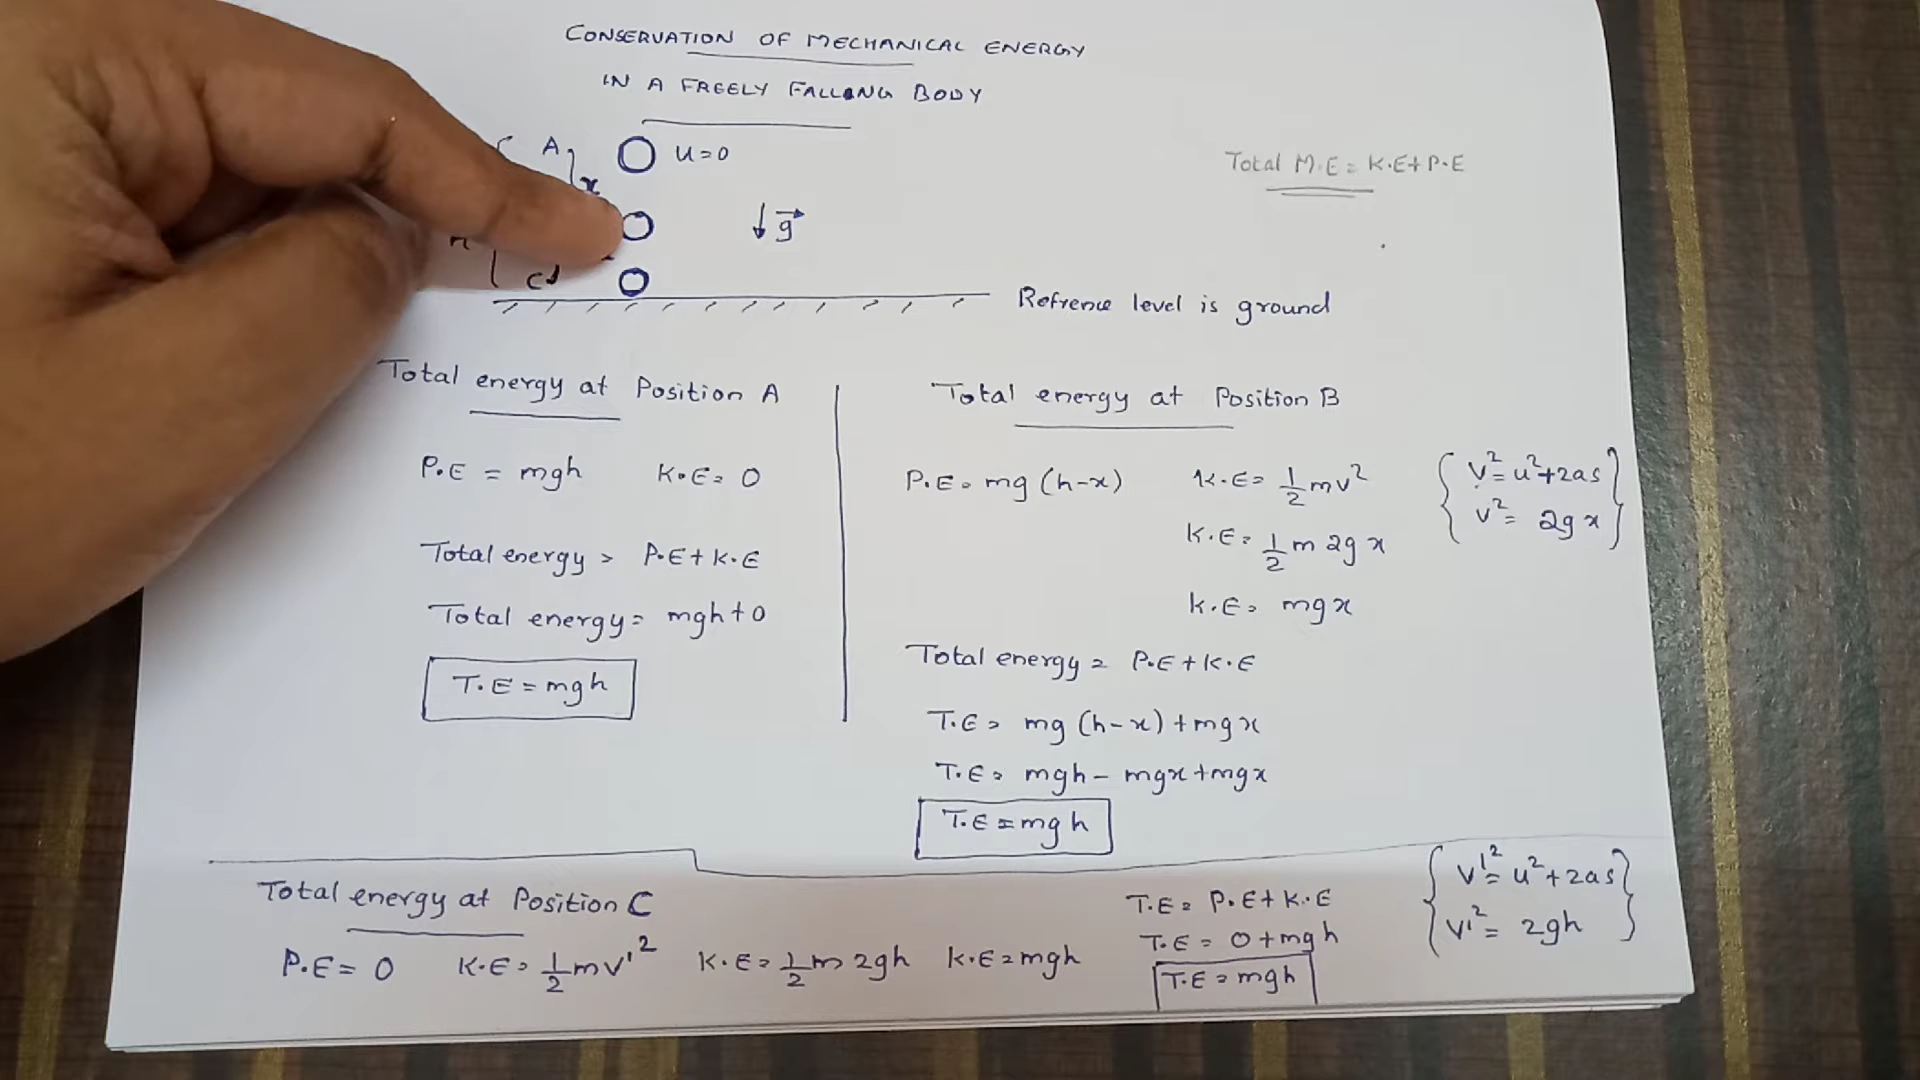 CONSERVATION OF MECHANICAL ENERGY
IN A FREELY FALLING BODY
A
u=0
x
Total M.E = K.E+P.E
↓g⃗
h
C
Refrence level is ground
Total energy at Position A
P.E = mgh K.E = 0
Total energy = P.E + K.E
Total energy = mgh+0
T.E = mgh
Total energy at Position B
P.E = mg (h-x) K.E = 1/2 mv²
K.E = 1/2 m 2g x
K.E = mgx
{ v² = u²+2as
v² = 2gx }
Total energy = P.E + K.E
T.E = mg (h-x) + mgx
T.E = mgh - mgx + mgx
T.E = mgh
Total energy at Position C
P.E = 0 K.E = 1/2 mv'² K.E = 1/2 m 2gh K.E = mgh
T.E = P.E + K.E
T.E = 0 + mgh
T.E = mgh
{ v'² = u²+2as
v'² = 2gh }